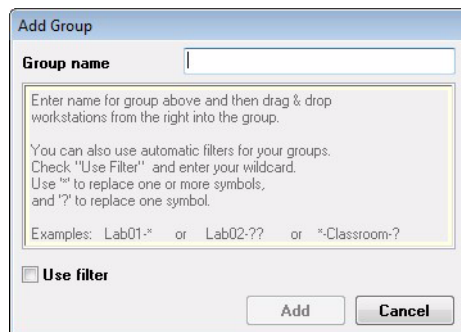 Add Group
Group name
Enter name for group above and then drag & drop
workstations from the right into the group.
You can also use automatic filters for your groups.
Check "Use Filter" and enter your wildcard.
Use '*' to replace one or more symbols,
and '?' to replace one symbol.
Examples: Lab01-* or Lab02-?? or *-Classroom-?
Use filter
Add Cancel